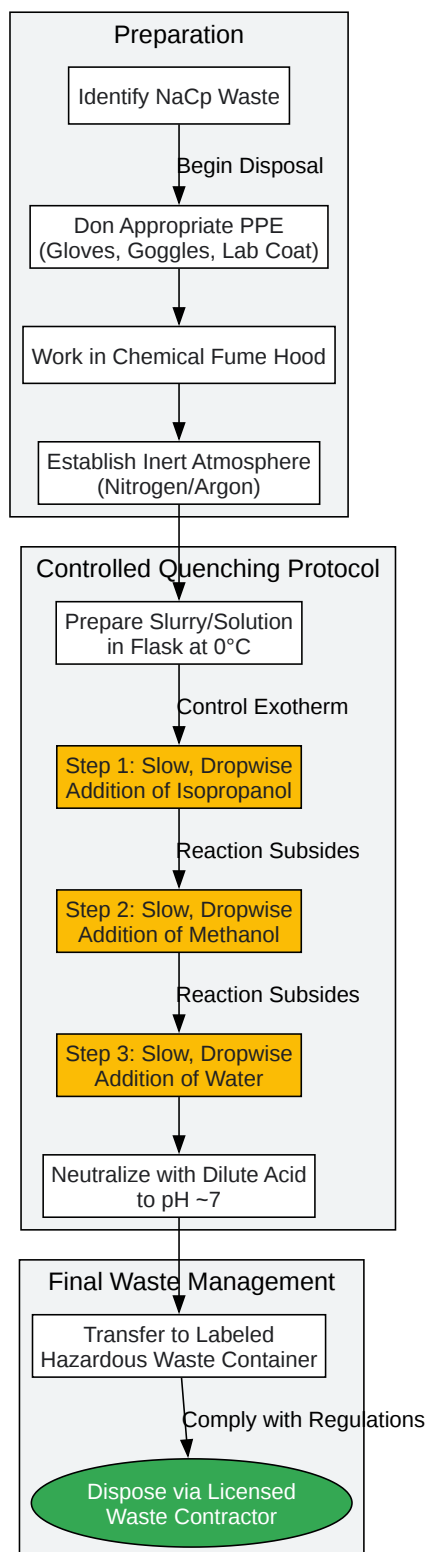 Preparation
Identify NaCp Waste
Begin Disposal
Don Appropriate PPE
(Gloves, Goggles, Lab Coat)
Work in Chemical Fume Hood
Establish Inert Atmosphere
(Nitrogen/Argon)
Controlled Quenching Protocol
Prepare Slurry/Solution
in Flask at 0°C
Control Exotherm
Step 1: Slow, Dropwise
Addition of Isopropanol
Reaction Subsides
Step 2: Slow, Dropwise
Addition of Methanol
Reaction Subsides
Step 3: Slow, Dropwise
Addition of Water
Neutralize with Dilute Acid
to pH ~7
Final Waste Management
Transfer to Labeled
Hazardous Waste Container
Comply with Regulations
Dispose via Licensed
Waste Contractor